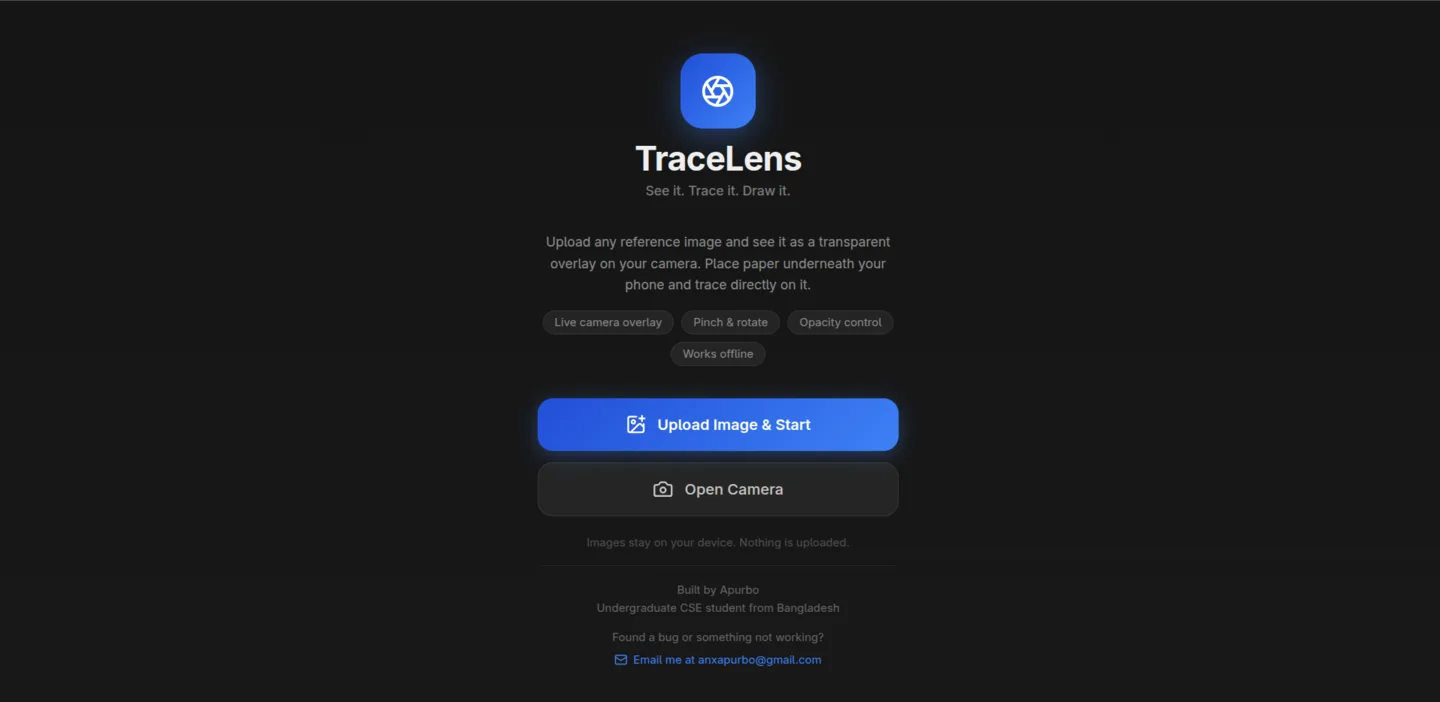 TraceLens
See it. Trace it. Draw it.
Upload any reference image and see it as a transparent
overlay on your camera. Place paper underneath your
phone and trace directly on it.
Live camera overlay
Pinch & rotate
Opacity control
Works offline
Upload Image & Start
Open Camera
Images stay on your device. Nothing is uploaded.
Built by Apurbo
Undergraduate CSE student from Bangladesh
Found a bug or something not working?
Email me at anxapurbo@gmail.com